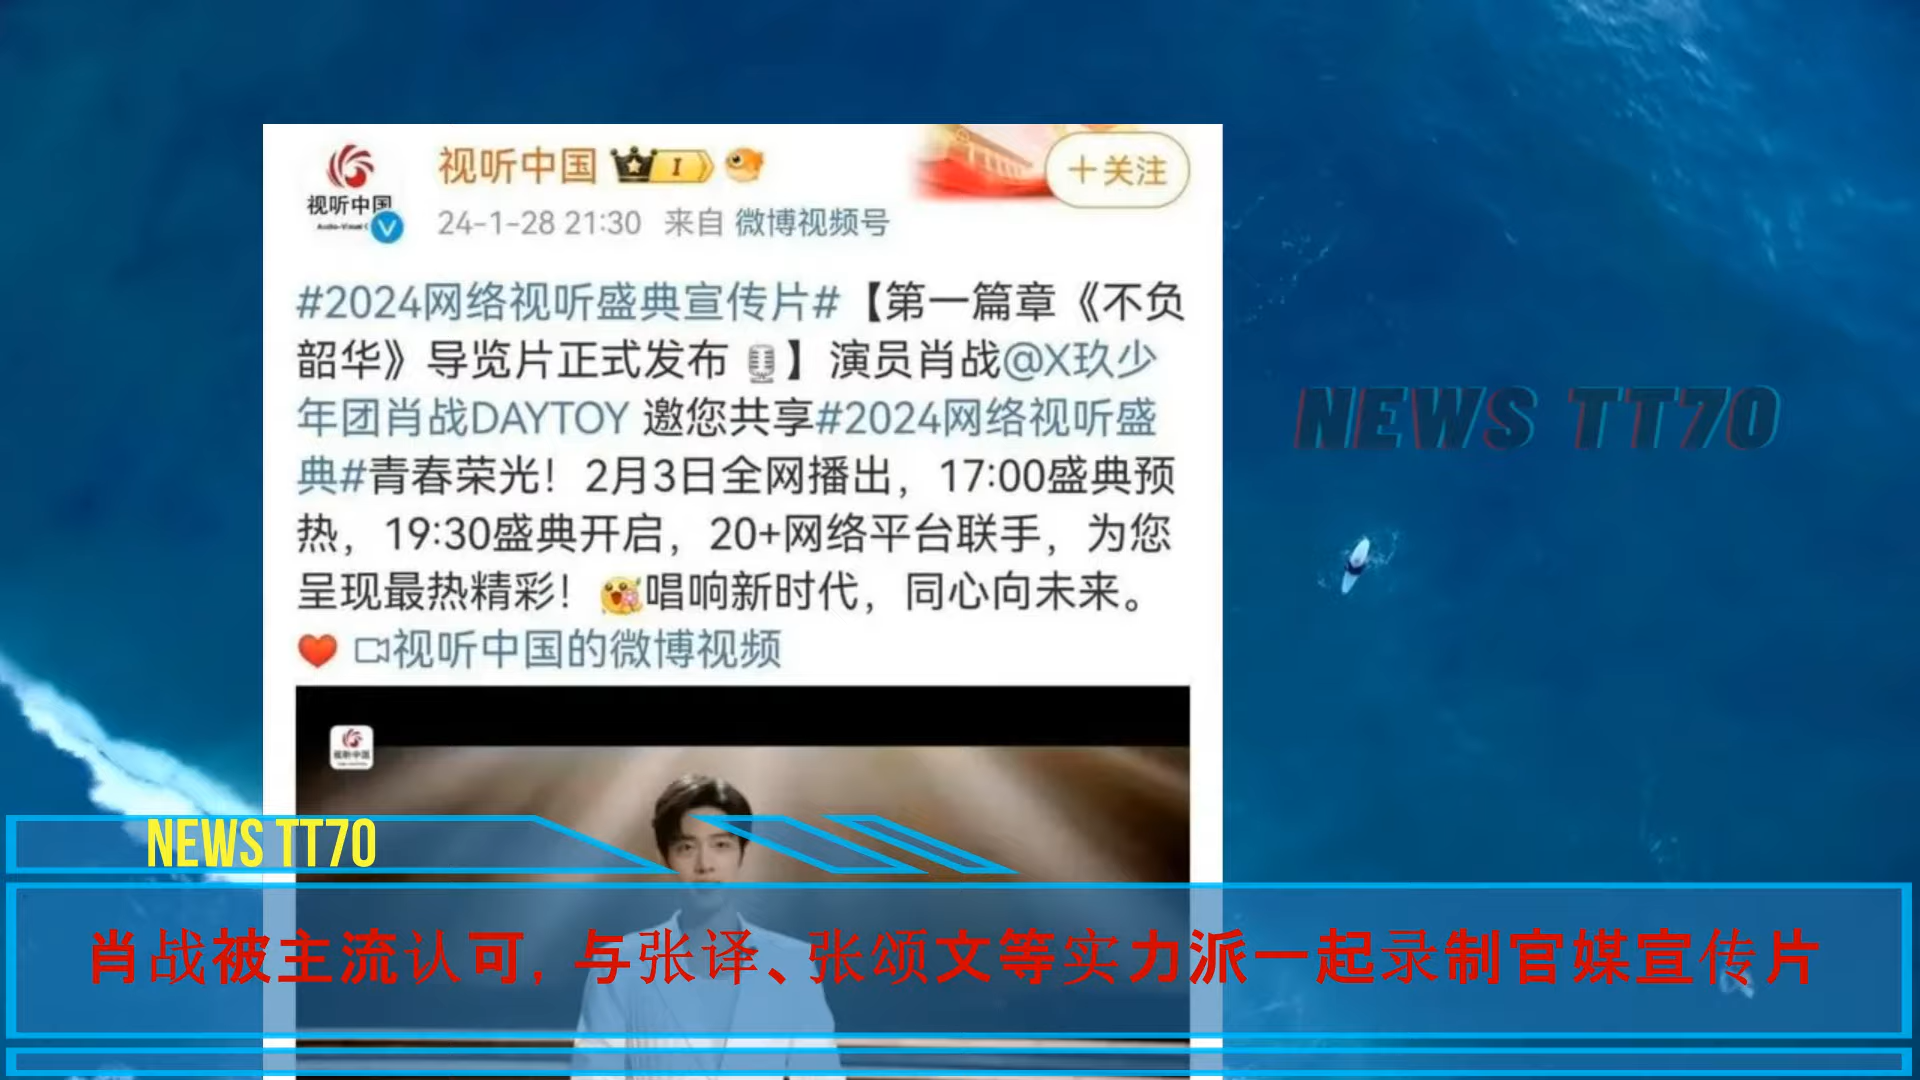 视听中国
视听中国
24-1-28 21:30 来自 微博视频号
+关注
#2024网络视听盛典宣传片#【第一篇章《不负
韶华》导览片正式发布 】演员肖战@X玖少
年团肖战DAYTOY 邀您共享#2024网络视听盛
典#青春荣光！2月3日全网播出，17:00盛典预
热，19:30盛典开启，20+网络平台联手，为您
呈现最热精彩！唱响新时代，同心向未来。
视听中国的微博视频
NEWS TT70
视听中国
NEWS TT70
肖战被主流认可，与张译、张颂文等实力派一起录制官媒宣传片